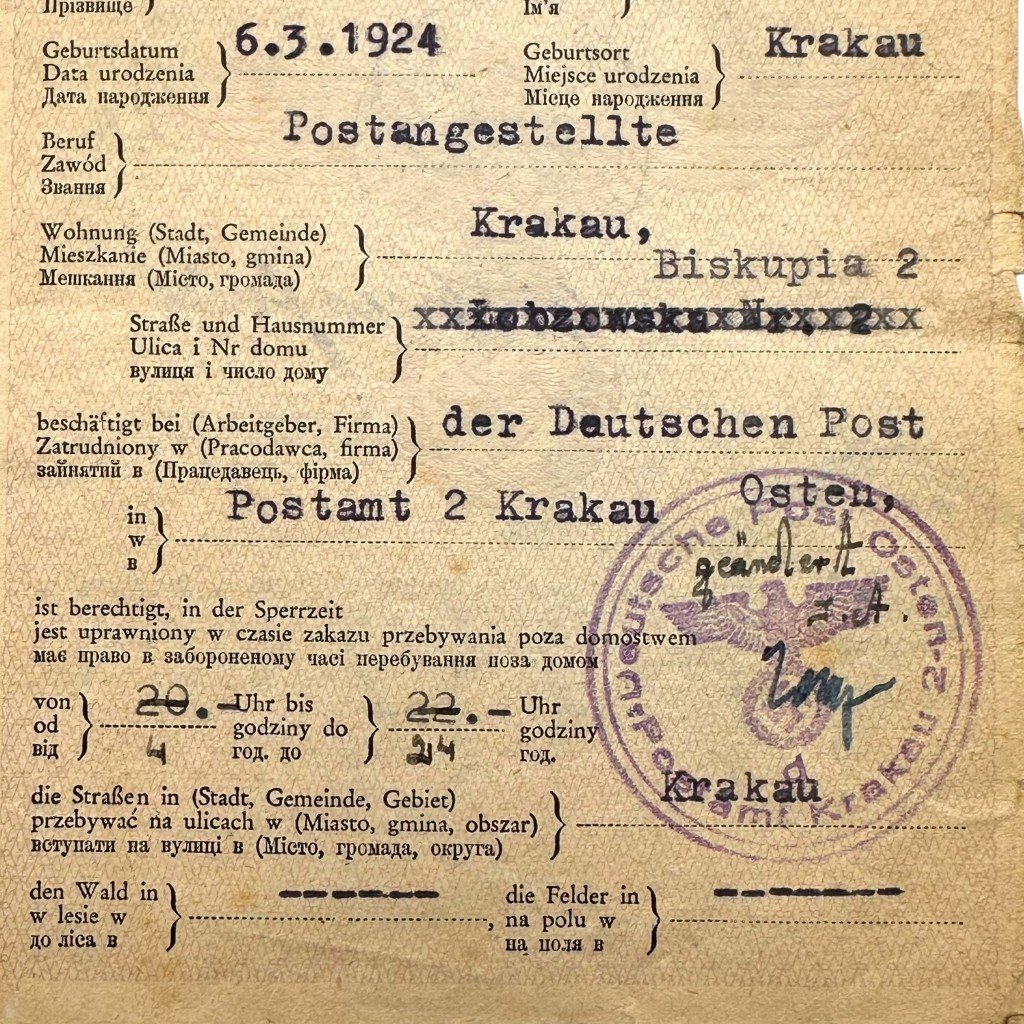 Прізвище } Ім'я }
Geburtsdatum 6.3.1924 Geburtsort Krakau
Data urodzenia Miejsce urodzenia
Дата народження Місце народження
Beruf Postangestellte
Zawód
Звання
Wohnung (Stadt, Gemeinde) Krakau,
Mieszkanie (Miasto, gmina) Biskupia 2
Мешкання (Місто, громада)
Straße und Hausnummer xxŁobzowskaxNr.xx2xx
Ulica i Nr domu
вулиця і число дому
beschäftigt bei (Arbeitgeber, Firma) der Deutschen Post
Zatrudniony w (Pracodawca, firma)
зайнятий в (Працедавець, фірма)
Osten,
in Postamt 2 Krakau
w
в
geändert
I.A.
ist berechtigt, in der Sperrzeit
jest uprawniony w czasie zakazu przebywania poza domostwem
має право в забороненому часі перебування поза домом
von 20.- Uhr bis 22.- Uhr
od godziny do godziny
від 4 год. до 24 год.
Krakau
die Straßen in (Stadt, Gemeinde, Gebiet)
przebywać na ulicach w (Miasto, gmina, obszar)
вступати на вулиці в (Місто, громада, округа)
den Wald in ------ die Felder in -------
w lesie w , na polu w
до ліса в на поля в
Deutsche Post Osten-2
Postamt Krakau 2
d